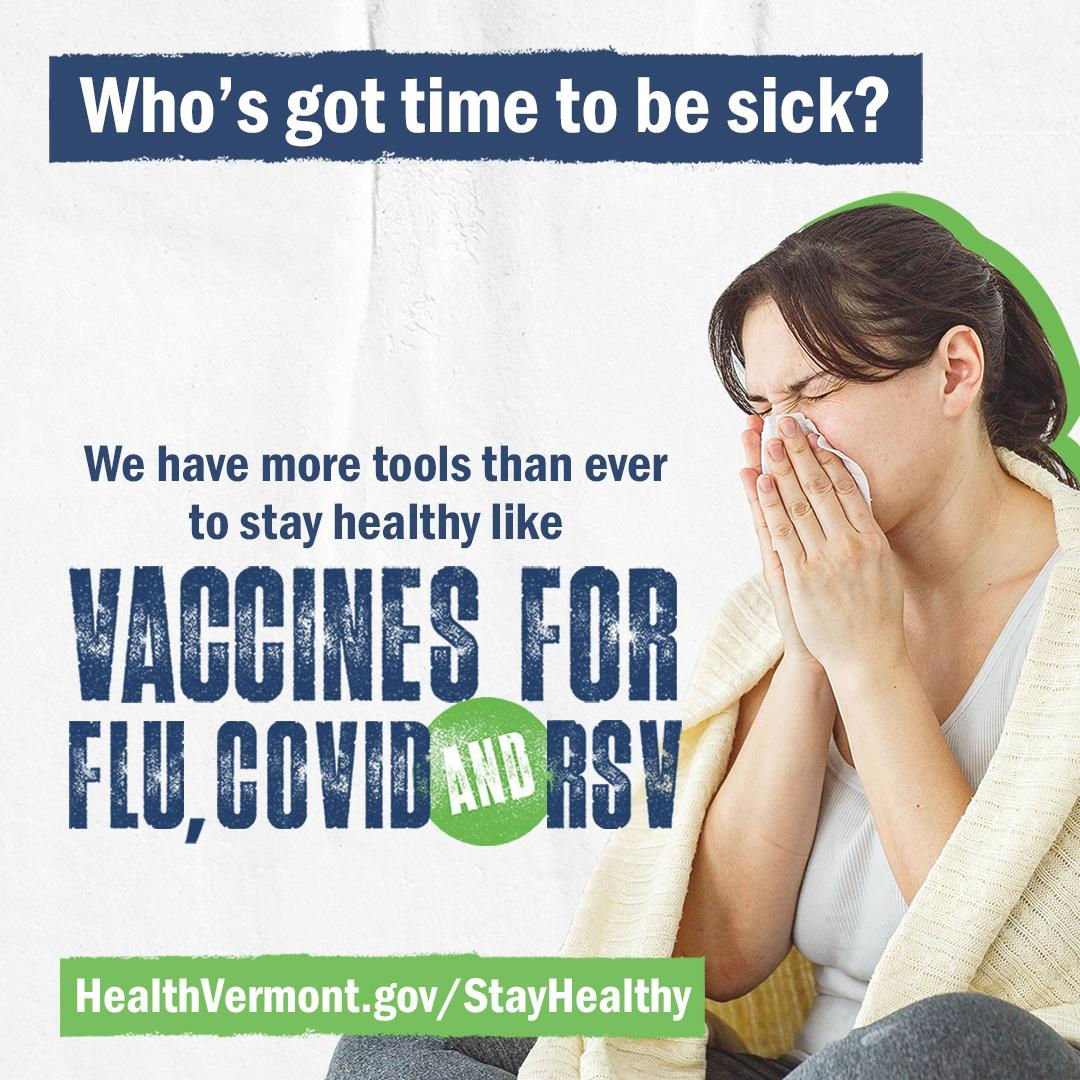 Who's got time to be sick?
We have more tools than ever
to stay healthy like
VACCINES FOR
FLU, COVID AND RSV
HealthVermont.gov/StayHealthy